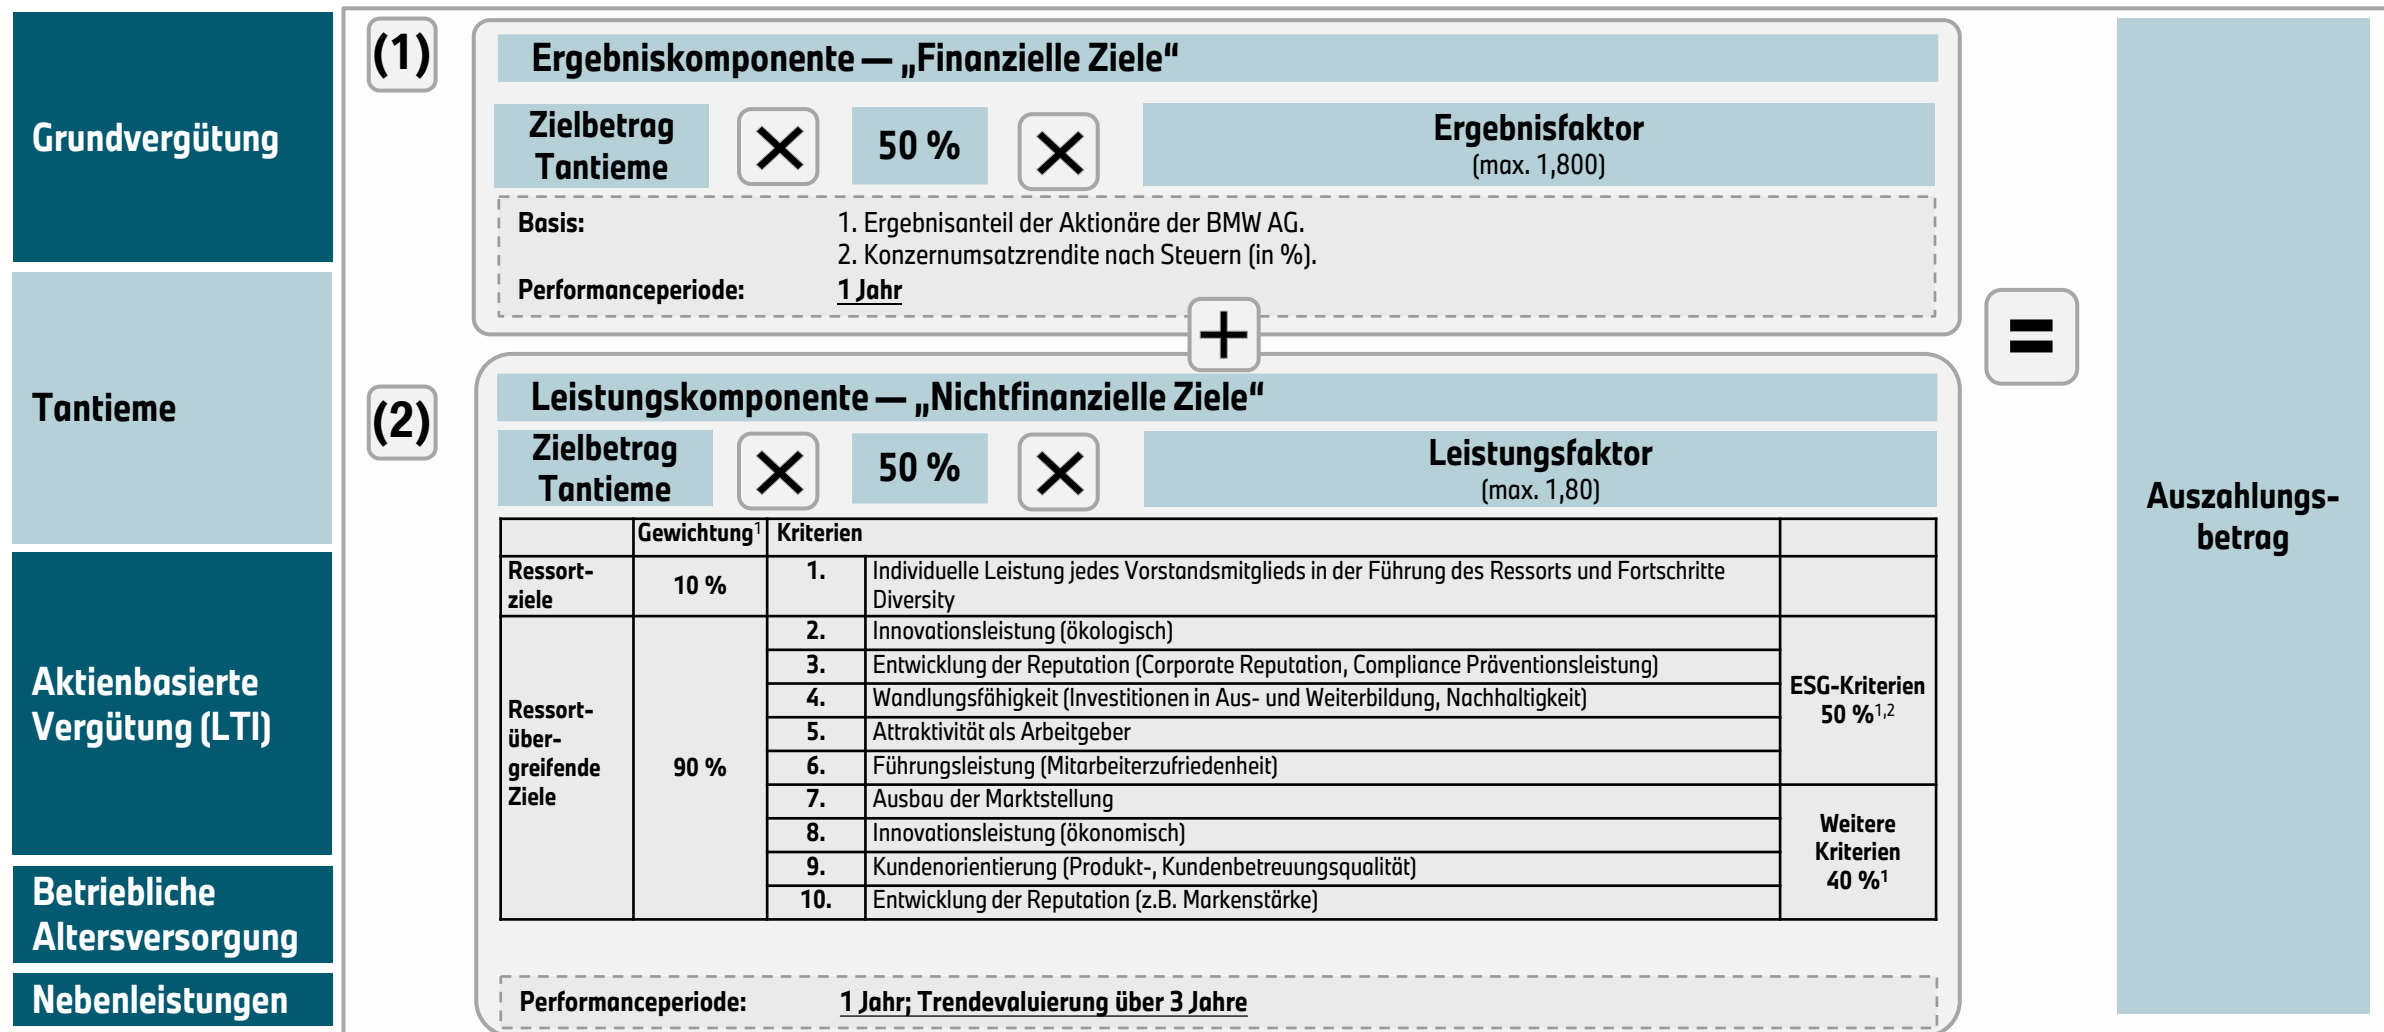 Grundvergütung
Tantieme
Aktienbasierte
Vergütung (LTI)
Betriebliche
Altersversorgung
Nebenleistungen
(1)
Ergebniskomponente — „Finanzielle Ziele“
Zielbetrag
Tantieme
×
50 %
×
Ergebnisfaktor
(max. 1,800)
Basis:
1. Ergebnisanteil der Aktionäre der BMW AG.
2. Konzernumsatzrendite nach Steuern (in %).
Performanceperiode: 1 Jahr
+
(2)
Leistungskomponente — „Nichtfinanzielle Ziele“
Zielbetrag
Tantieme
×
50 %
×
Leistungsfaktor
(max. 1,80)
Gewichtung¹ Kriterien
Ressort-
ziele
10 %
1. Individuelle Leistung jedes Vorstandsmitglieds in der Führung des Ressorts und Fortschritte
Diversity
Ressort-
über-
greifende
Ziele
90 %
2. Innovationsleistung (ökologisch)
3. Entwicklung der Reputation (Corporate Reputation, Compliance Präventionsleistung)
4. Wandlungsfähigkeit (Investitionen in Aus- und Weiterbildung, Nachhaltigkeit)
5. Attraktivität als Arbeitgeber
6. Führungsleistung (Mitarbeiterzufriedenheit)
ESG-Kriterien
50 %¹,²
7. Ausbau der Marktstellung
8. Innovationsleistung (ökonomisch)
9. Kundenorientierung (Produkt-, Kundenbetreuungsqualität)
10. Entwicklung der Reputation (z.B. Markenstärke)
Weitere
Kriterien
40 %¹
Performanceperiode: 1 Jahr; Trendevaluierung über 3 Jahre
=
Auszahlungs-
betrag